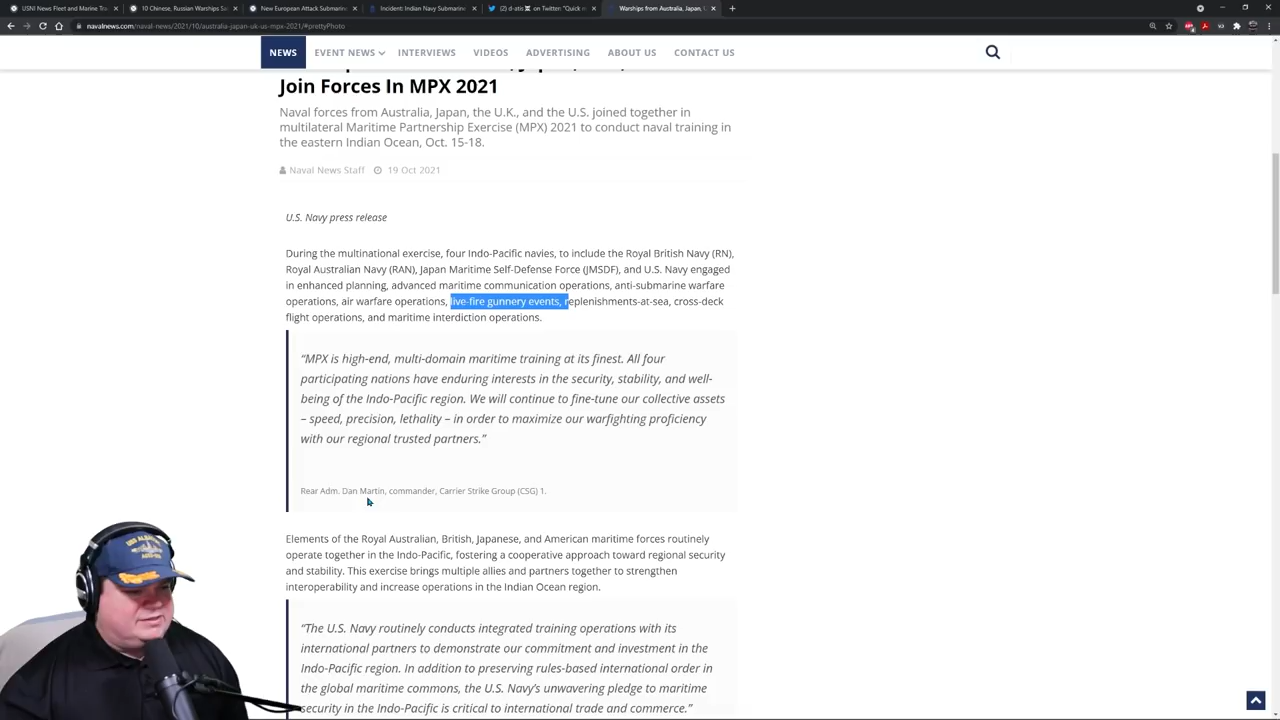 USNI News Fleet and Marine Tra
10 Chinese, Russian Warships Sa
New European Attack Submarine
Incident: Indian Navy Submarine
(2) d-atis on Twitter: "Quick n
Warships from Australia, Japan, U
navalnews.com/naval-news/2021/10/australia-japan-uk-us-mpx-2021/#prettyPhoto
NEWS
EVENT NEWS
INTERVIEWS
VIDEOS
ADVERTISING
ABOUT US
CONTACT US
Join Forces In MPX 2021
Naval forces from Australia, Japan, the U.K., and the U.S. joined together in
multilateral Maritime Partnership Exercise (MPX) 2021 to conduct naval training in
the eastern Indian Ocean, Oct. 15-18.
Naval News Staff 19 Oct 2021
U.S. Navy press release
During the multinational exercise, four Indo-Pacific navies, to include the Royal British Navy (RN),
Royal Australian Navy (RAN), Japan Maritime Self-Defense Force (JMSDF), and U.S. Navy engaged
in enhanced planning, advanced maritime communication operations, anti-submarine warfare
operations, air warfare operations, live-fire gunnery events, replenishments-at-sea, cross-deck
flight operations, and maritime interdiction operations.
“MPX is high-end, multi-domain maritime training at its finest. All four
participating nations have enduring interests in the security, stability, and well-
being of the Indo-Pacific region. We will continue to fine-tune our collective assets
– speed, precision, lethality – in order to maximize our warfighting proficiency
with our regional trusted partners.”
Rear Adm. Dan Martin, commander, Carrier Strike Group (CSG) 1.
Elements of the Royal Australian, British, Japanese, and American maritime forces routinely
operate together in the Indo-Pacific, fostering a cooperative approach toward regional security
and stability. This exercise brings multiple allies and partners together to strengthen
interoperability and increase operations in the Indian Ocean region.
“The U.S. Navy routinely conducts integrated training operations with its
international partners to demonstrate our commitment and investment in the
Indo-Pacific region. In addition to preserving rules-based international order in
the global maritime commons, the U.S. Navy’s unwavering pledge to maritime
security in the Indo-Pacific is critical to international trade and commerce.”